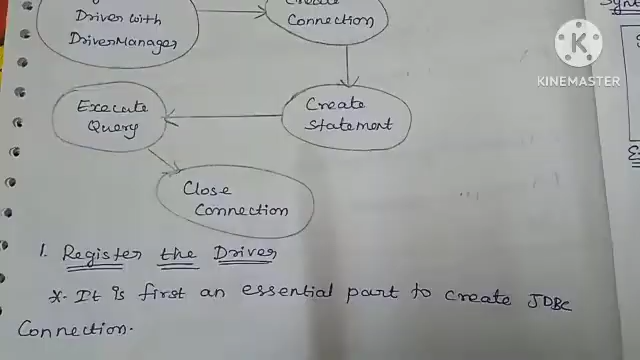 Driver with
DriverManager
Create
Connection
Create
Statement
Execute
Query
Close
Connection
1. Register the Driver
*. It is first an essential part to create JDBC
Connection.
K
KINEMASTER